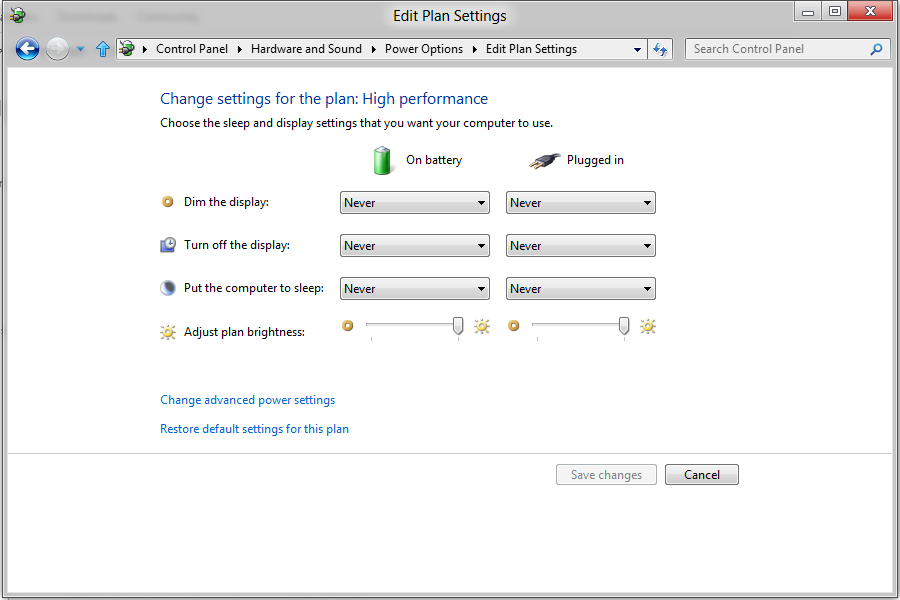 Edit Plan Settings
Control Panel Hardware and Sound Power Options Edit Plan Settings Search Control Panel
Change settings for the plan: High performance
Choose the sleep and display settings that you want your computer to use.
On battery Plugged in
Dim the display: Never Never
Turn off the display: Never Never
Put the computer to sleep: Never Never
Adjust plan brightness:
Change advanced power settings
Restore default settings for this plan
Save changes Cancel